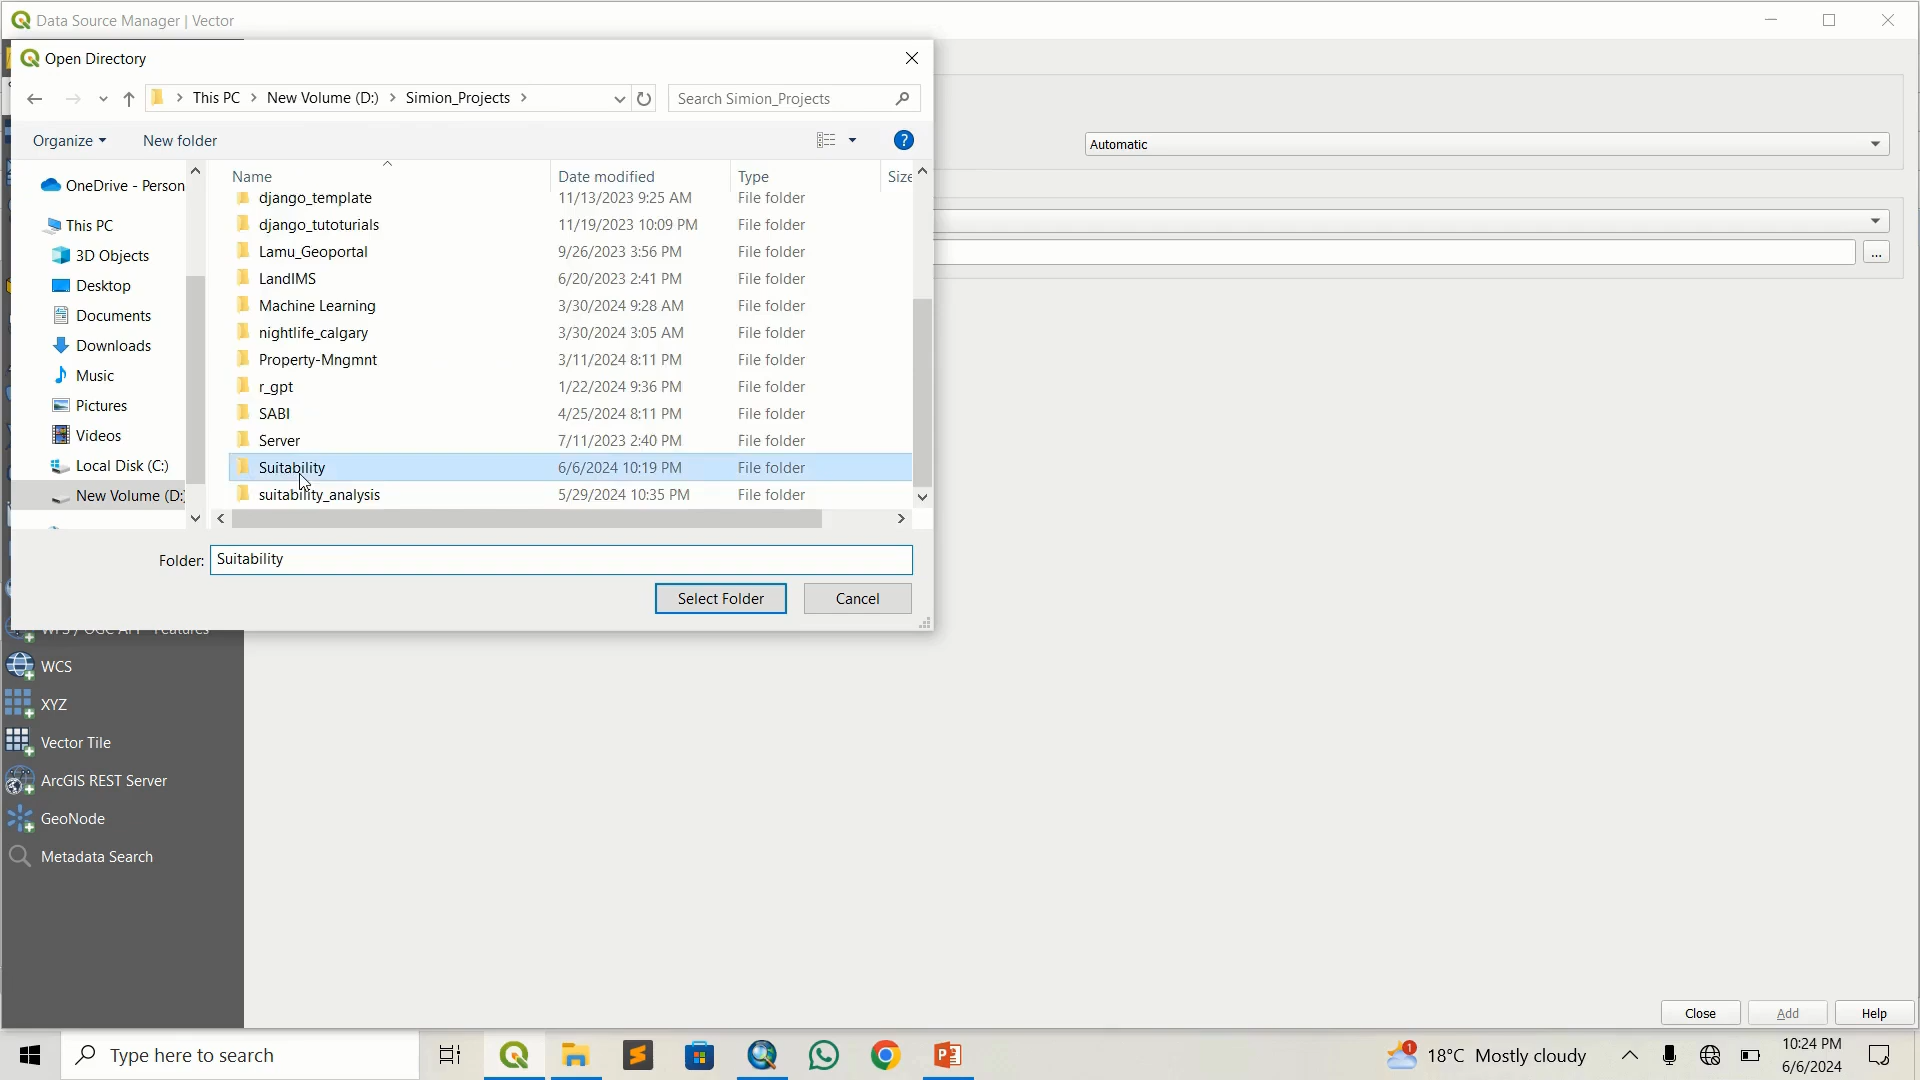 Data Source Manager | Vector
Open Directory
This PC > New Volume (D:) > Simion_Projects >
Search Simion_Projects
Organize
New folder
Automatic
Name Date modified Type Size
OneDrive - Person
This PC
3D Objects
Desktop
Documents
Downloads
Music
Pictures
Videos
Local Disk (C:)
New Volume (D:
django_template 11/13/2023 9:25 AM File folder
django_tutoturials 11/19/2023 10:09 PM File folder
Lamu_Geoportal 9/26/2023 3:56 PM File folder
LandIMS 6/20/2023 2:41 PM File folder
Machine Learning 3/30/2024 9:28 AM File folder
nightlife_calgary 3/30/2024 3:05 AM File folder
Property-Mngmnt 3/11/2024 8:11 PM File folder
r_gpt 1/22/2024 9:36 PM File folder
SABI 4/25/2024 8:11 PM File folder
Server 7/11/2023 2:40 PM File folder
Suitability 6/6/2024 10:19 PM File folder
suitability_analysis 5/29/2024 10:35 PM File folder
...
Folder: Suitability
Select Folder
Cancel
WFS / OGC API - Features
WCS
XYZ
Vector Tile
ArcGIS REST Server
GeoNode
Metadata Search
Close
Add
Help
Type here to search
1
18°C Mostly cloudy
10:24 PM
6/6/2024